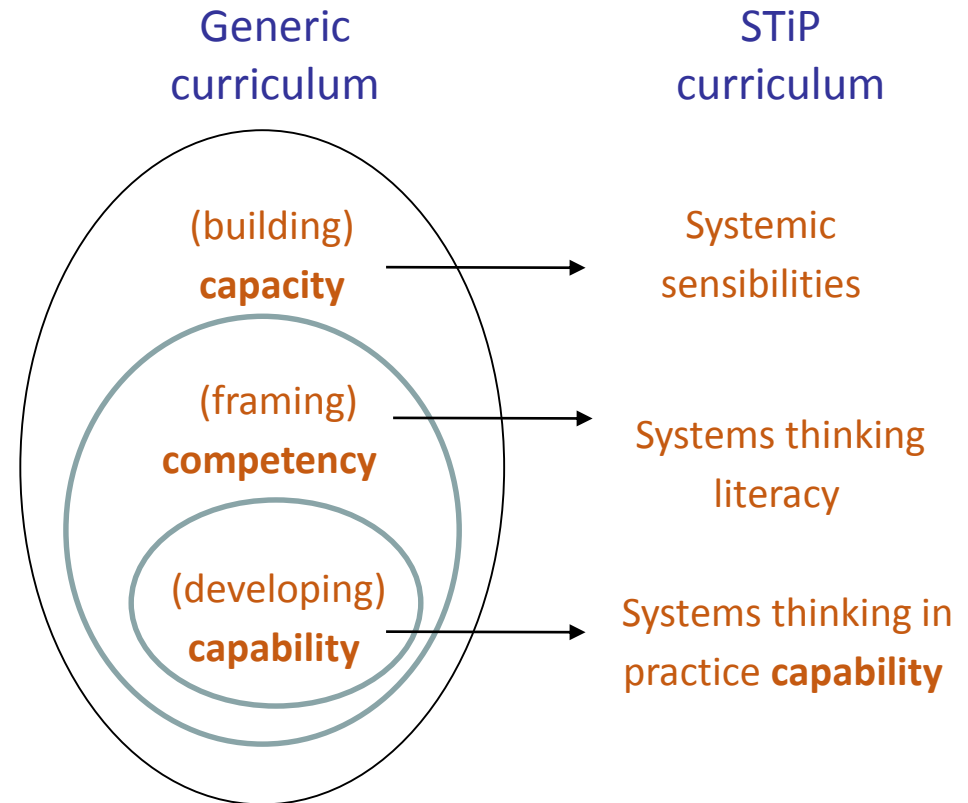 Generic
curriculum
STiP
curriculum
(building)
capacity
Systemic
sensibilities
(framing)
competency
Systems thinking
literacy
(developing)
capability
Systems thinking in
practice capability